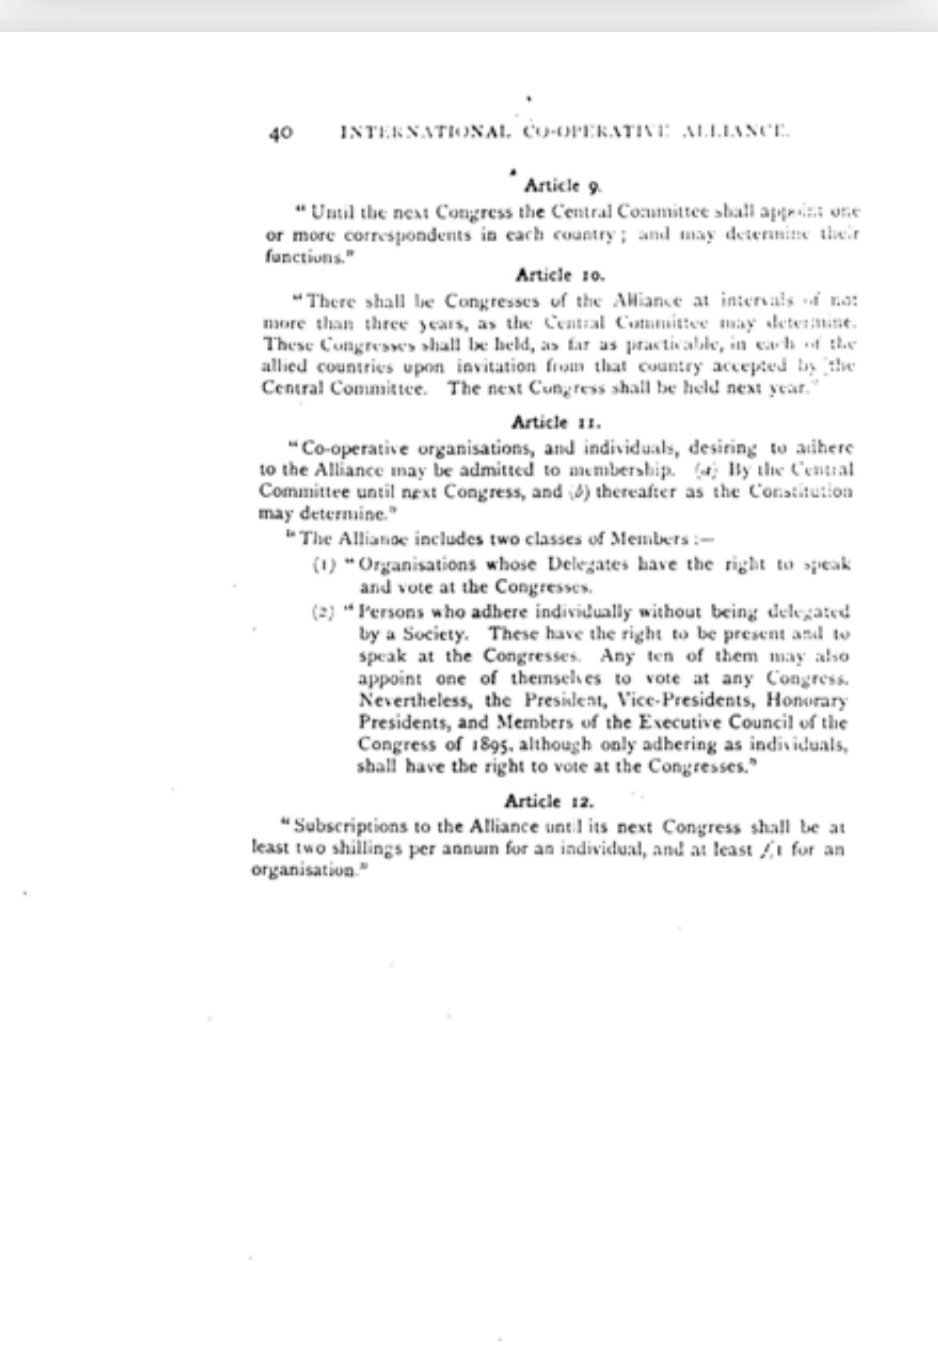 40 INTERNATIONAL CO-OPERATIVE ALLIANCE.
Article 9.
" Until the next Congress the Central Committee shall appoint one
or more correspondents in each country ; and may determine their
functions."
Article 10.
" There shall be Congresses of the Alliance at intervals of not
more than three years, as the Central Committee may determine.
These Congresses shall be held, as far as practicable, in each of the
allied countries upon invitation from that country accepted by the
Central Committee. The next Congress shall be held next year."
Article 11.
" Co-operative organisations, and individuals, desiring to adhere
to the Alliance may be admitted to membership. (a) By the Central
Committee until next Congress, and (b) thereafter as the Constitution
may determine."
" The Alliance includes two classes of Members :—
(1) " Organisations whose Delegates have the right to speak
and vote at the Congresses.
(2) " Persons who adhere individually without being delegated
by a Society. These have the right to be present and to
speak at the Congresses. Any ten of them may also
appoint one of themselves to vote at any Congress.
Nevertheless, the President, Vice-Presidents, Honorary
Presidents, and Members of the Executive Council of the
Congress of 1895, although only adhering as individuals,
shall have the right to vote at the Congresses."
Article 12.
" Subscriptions to the Alliance until its next Congress shall be at
least two shillings per annum for an individual, and at least £1 for an
organisation."